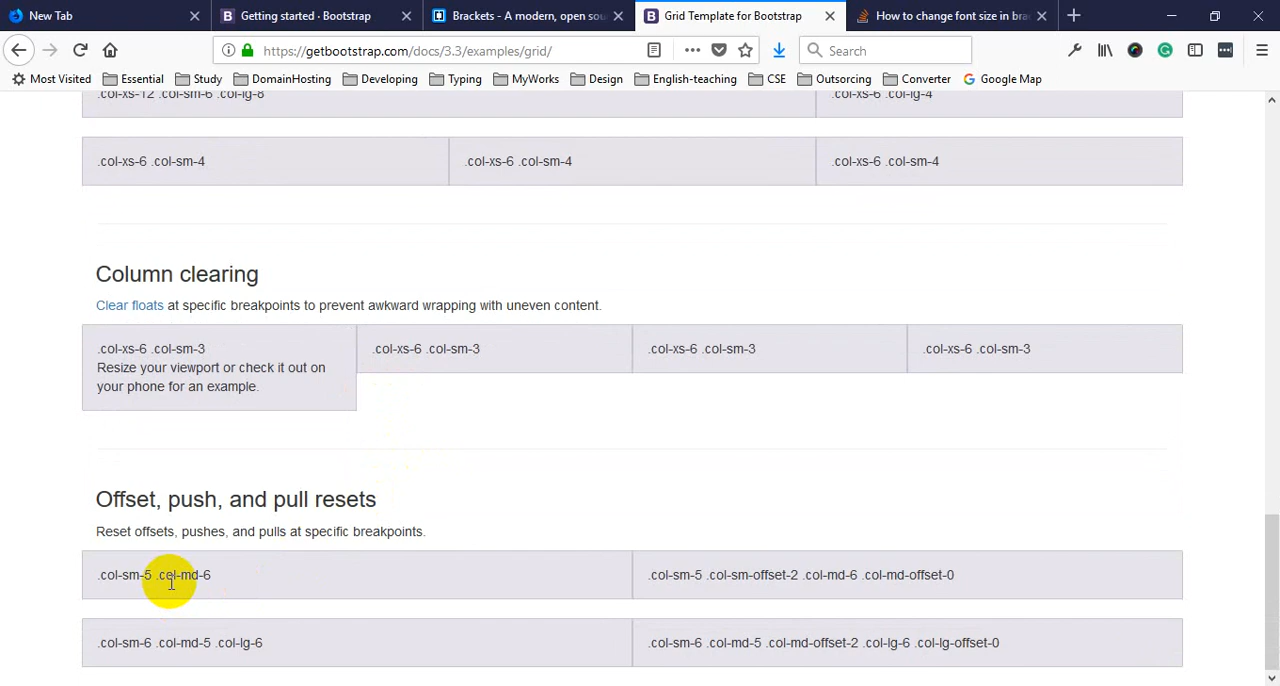 New Tab
Getting started · Bootstrap
Brackets - A modern, open sou
Grid Template for Bootstrap
How to change font size in bra
https://getbootstrap.com/docs/3.3/examples/grid/
Search
Most Visited
Essential
Study
DomainHosting
Developing
Typing
MyWorks
Design
English-teaching
CSE
Outsorcing
Converter
Google Map
.col-xs-12 .col-sm-6 .col-lg-8
.col-xs-6 .col-lg-4
.col-xs-6 .col-sm-4
.col-xs-6 .col-sm-4
.col-xs-6 .col-sm-4
Column clearing
Clear floats at specific breakpoints to prevent awkward wrapping with uneven content.
.col-xs-6 .col-sm-3
Resize your viewport or check it out on
your phone for an example.
.col-xs-6 .col-sm-3
.col-xs-6 .col-sm-3
.col-xs-6 .col-sm-3
Offset, push, and pull resets
Reset offsets, pushes, and pulls at specific breakpoints.
.col-sm-5 .col-md-6
.col-sm-5 .col-sm-offset-2 .col-md-6 .col-md-offset-0
.col-sm-6 .col-md-5 .col-lg-6
.col-sm-6 .col-md-5 .col-md-offset-2 .col-lg-6 .col-lg-offset-0